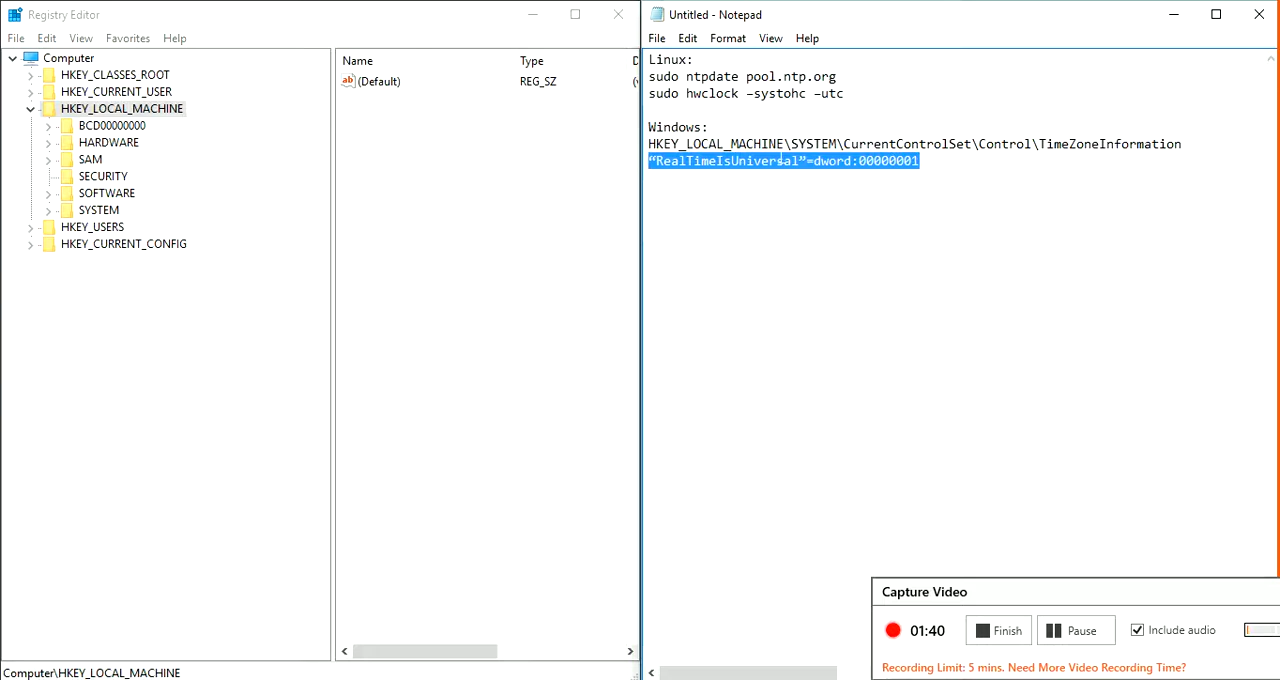 Registry Editor
File Edit View Favorites Help
Computer
HKEY_CLASSES_ROOT
HKEY_CURRENT_USER
HKEY_LOCAL_MACHINE
BCD00000000
HARDWARE
SAM
SECURITY
SOFTWARE
SYSTEM
HKEY_USERS
HKEY_CURRENT_CONFIG
Computer\HKEY_LOCAL_MACHINE
Name Type D
ab (Default) REG_SZ (
Untitled - Notepad
File Edit Format View Help
Linux:
sudo ntpdate pool.ntp.org
sudo hwclock –systohc –utc
Windows:
HKEY_LOCAL_MACHINE\SYSTEM\CurrentControlSet\Control\TimeZoneInformation
“RealTimeIsUniversal”=dword:00000001
Capture Video
01:40 Finish Pause Include audio
Recording Limit: 5 mins. Need More Video Recording Time?